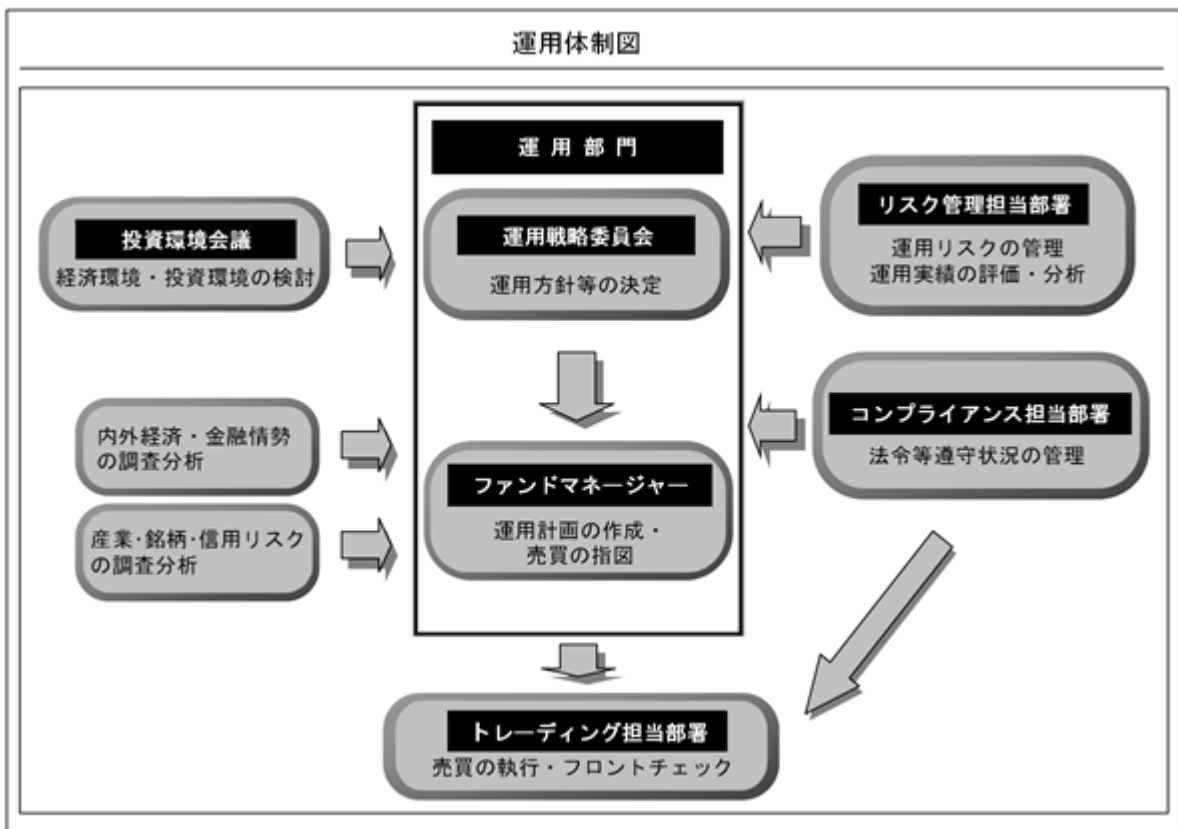 運用体制図
運用部門
投資環境会議
経済環境・投資環境の検討
運用戦略委員会
運用方針等の決定
リスク管理担当部署
運用リスクの管理
運用実績の評価・分析
内外経済・金融情勢
の調査分析
産業・銘柄・信用リスク
の調査分析
ファンドマネージャー
運用計画の作成・
売買の指図
コンプライアンス担当部署
法令等遵守状況の管理
トレーディング担当部署
売買の執行・フロントチェック